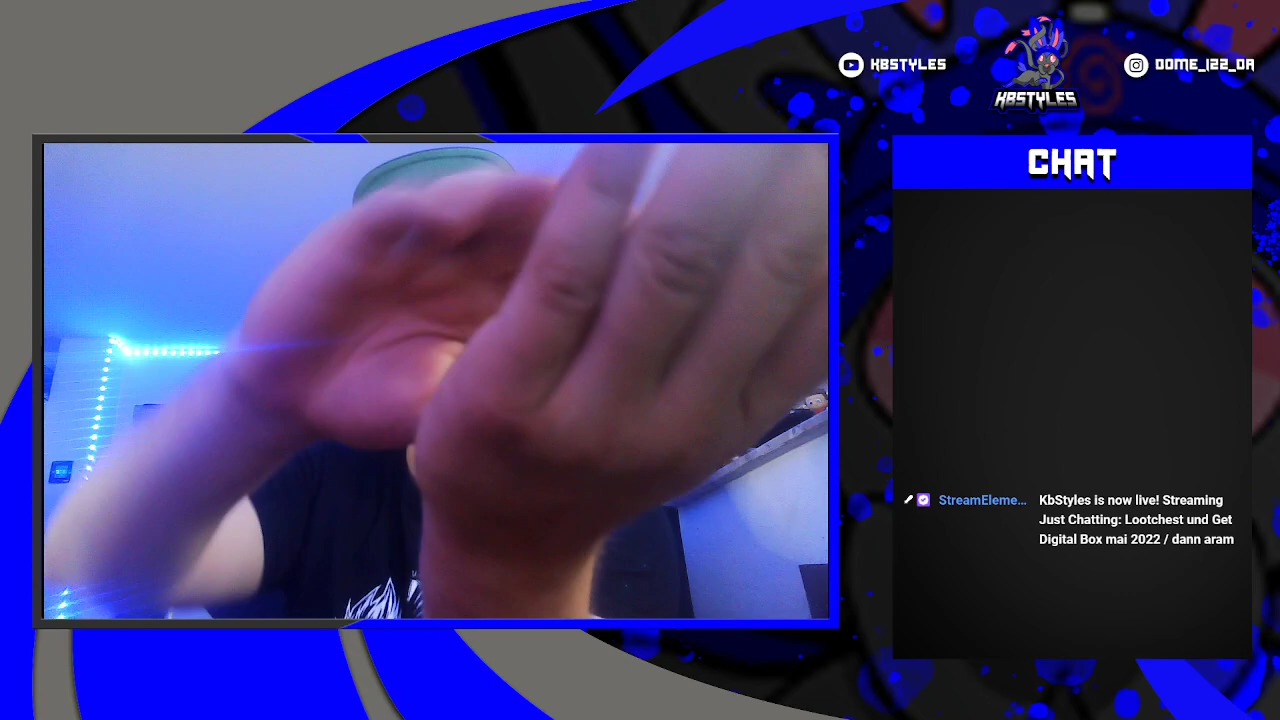 KBSTYLES
KBSTYLES
DOME_122_DA
CHAT
StreamEleme... KbStyles is now live! Streaming
Just Chatting: Lootchest und Get
Digital Box mai 2022 / dann aram